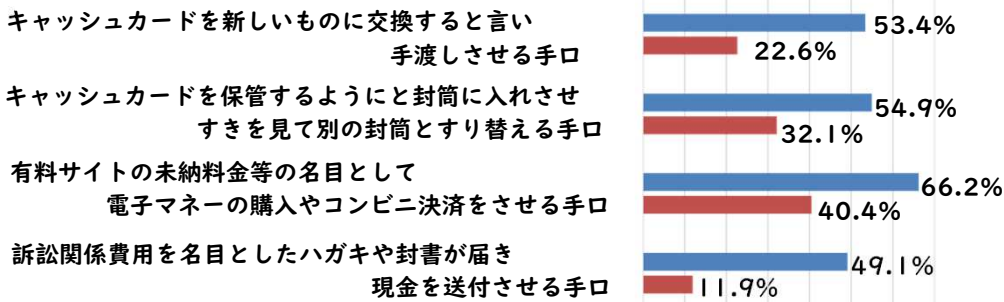 キャッシュカードを新しいものに交換すると言い
手渡しさせる手口
53.4%
22.6%
キャッシュカードを保管するようにと封筒に入れさせ
すきを見て別の封筒とすり替える手口
54.9%
32.1%
有料サイトの未納料金等の名目として
電子マネーの購入やコンビニ決済をさせる手口
66.2%
40.4%
訴訟関係費用を名目としたハガキや封書が届き
現金を送付させる手口
49.1%
11.9%